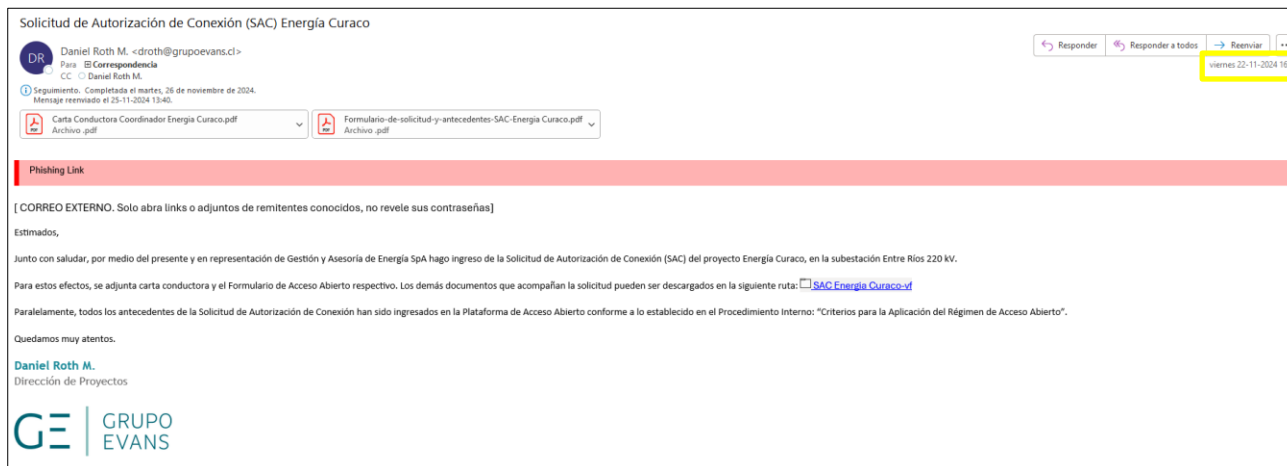 Solicitud de Autorización de Conexión (SAC) Energía Curaco
DR
Daniel Roth M. <droth@grupoevans.cl>
Para Correspondencia
CC Daniel Roth M.
Responder
Responder a todos
Reenviar
viernes 22-11-2024 16
Seguimiento. Completada el martes, 26 de noviembre de 2024.
Mensaje reenviado el 25-11-2024 13:40.
Carta Conductora Coordinador Energia Curaco.pdf
Archivo .pdf
Formulario-de-solicitud-y-antecedentes-SAC-Energia Curaco.pdf
Archivo .pdf
Phishing Link
[ CORREO EXTERNO. Solo abra links o adjuntos de remitentes conocidos, no revele sus contraseñas]
Estimados,
Junto con saludar, por medio del presente y en representación de Gestión y Asesoría de Energía SpA hago ingreso de la Solicitud de Autorización de Conexión (SAC) del proyecto Energía Curaco, en la subestación Entre Ríos 220 kV.
Para estos efectos, se adjunta carta conductora y el Formulario de Acceso Abierto respectivo. Los demás documentos que acompañan la solicitud pueden ser descargados en la siguiente ruta: SAC Energia Curaco-vf
Paralelamente, todos los antecedentes de la Solicitud de Autorización de Conexión han sido ingresados en la Plataforma de Acceso Abierto conforme a lo establecido en el Procedimiento Interno: “Criterios para la Aplicación del Régimen de Acceso Abierto”.
Quedamos muy atentos.
Daniel Roth M.
Dirección de Proyectos
GE
GRUPO
EVANS